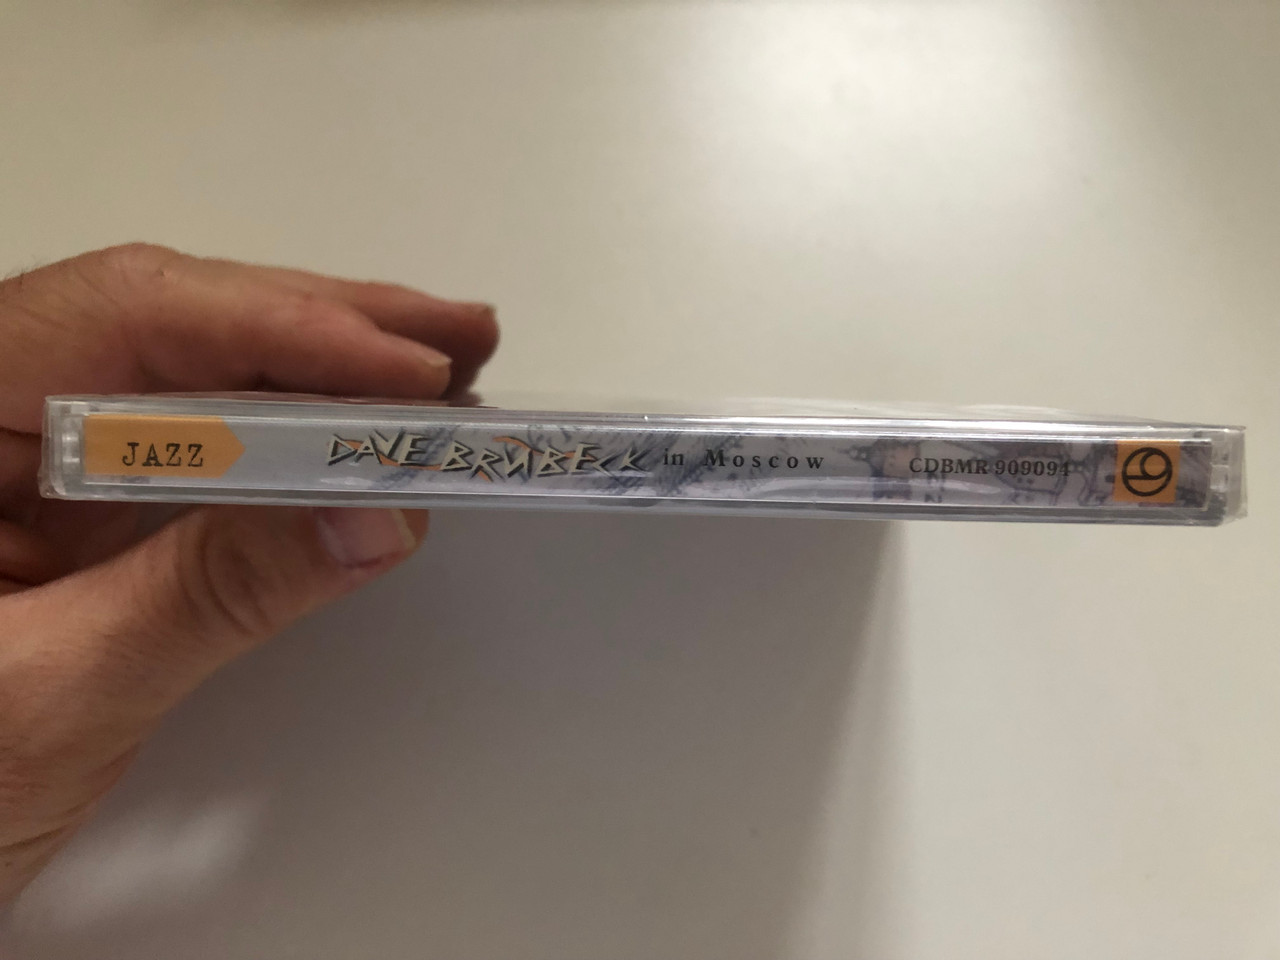 JAZZ
DAVE BRUBECK in Moscow
CDBMR 909094